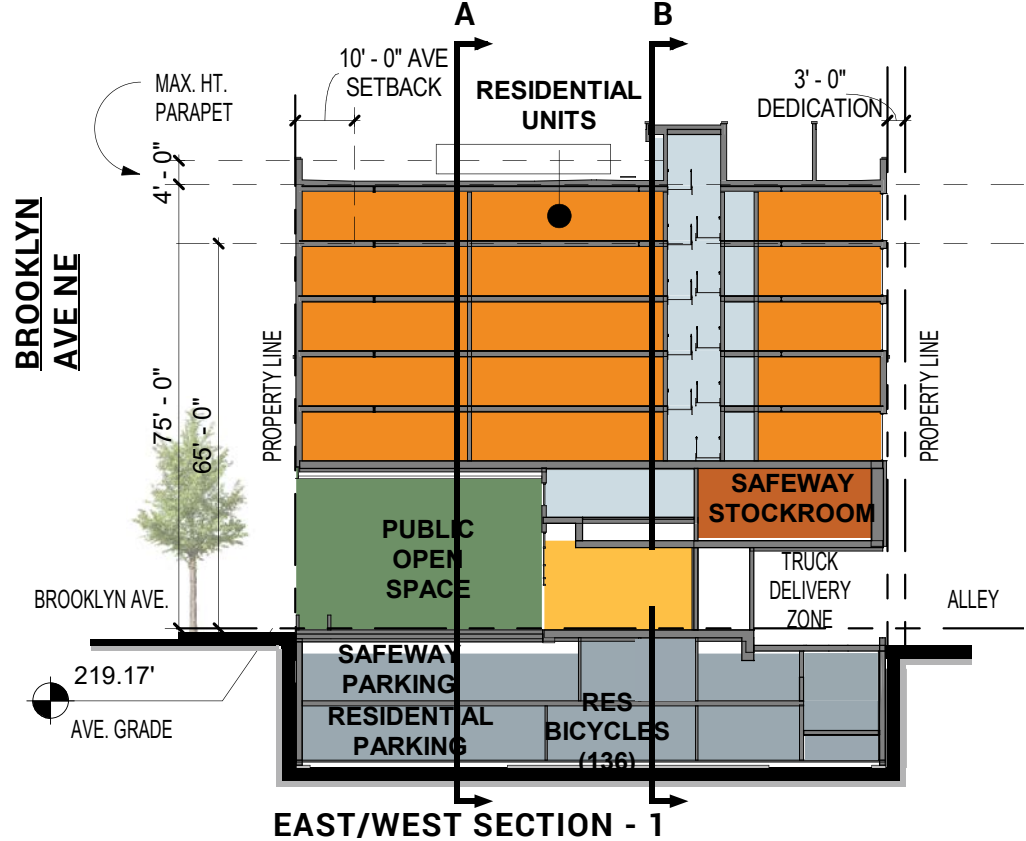 A
B
10' - 0" AVE
SETBACK
MAX. HT.
PARAPET
RESIDENTIAL
UNITS
3' - 0"
DEDICATION
4' - 0"
BROOKLYN
AVE NE
75' - 0"
65' - 0"
PROPERTY LINE
PROPERTY LINE
SAFEWAY
STOCKROOM
PUBLIC
OPEN
SPACE
TRUCK
DELIVERY
ZONE
BROOKLYN AVE.
ALLEY
219.17'
AVE. GRADE
SAFEWAY
PARKING
RESIDENTIAL
PARKING
RES
BICYCLES
(136)
EAST/WEST SECTION - 1